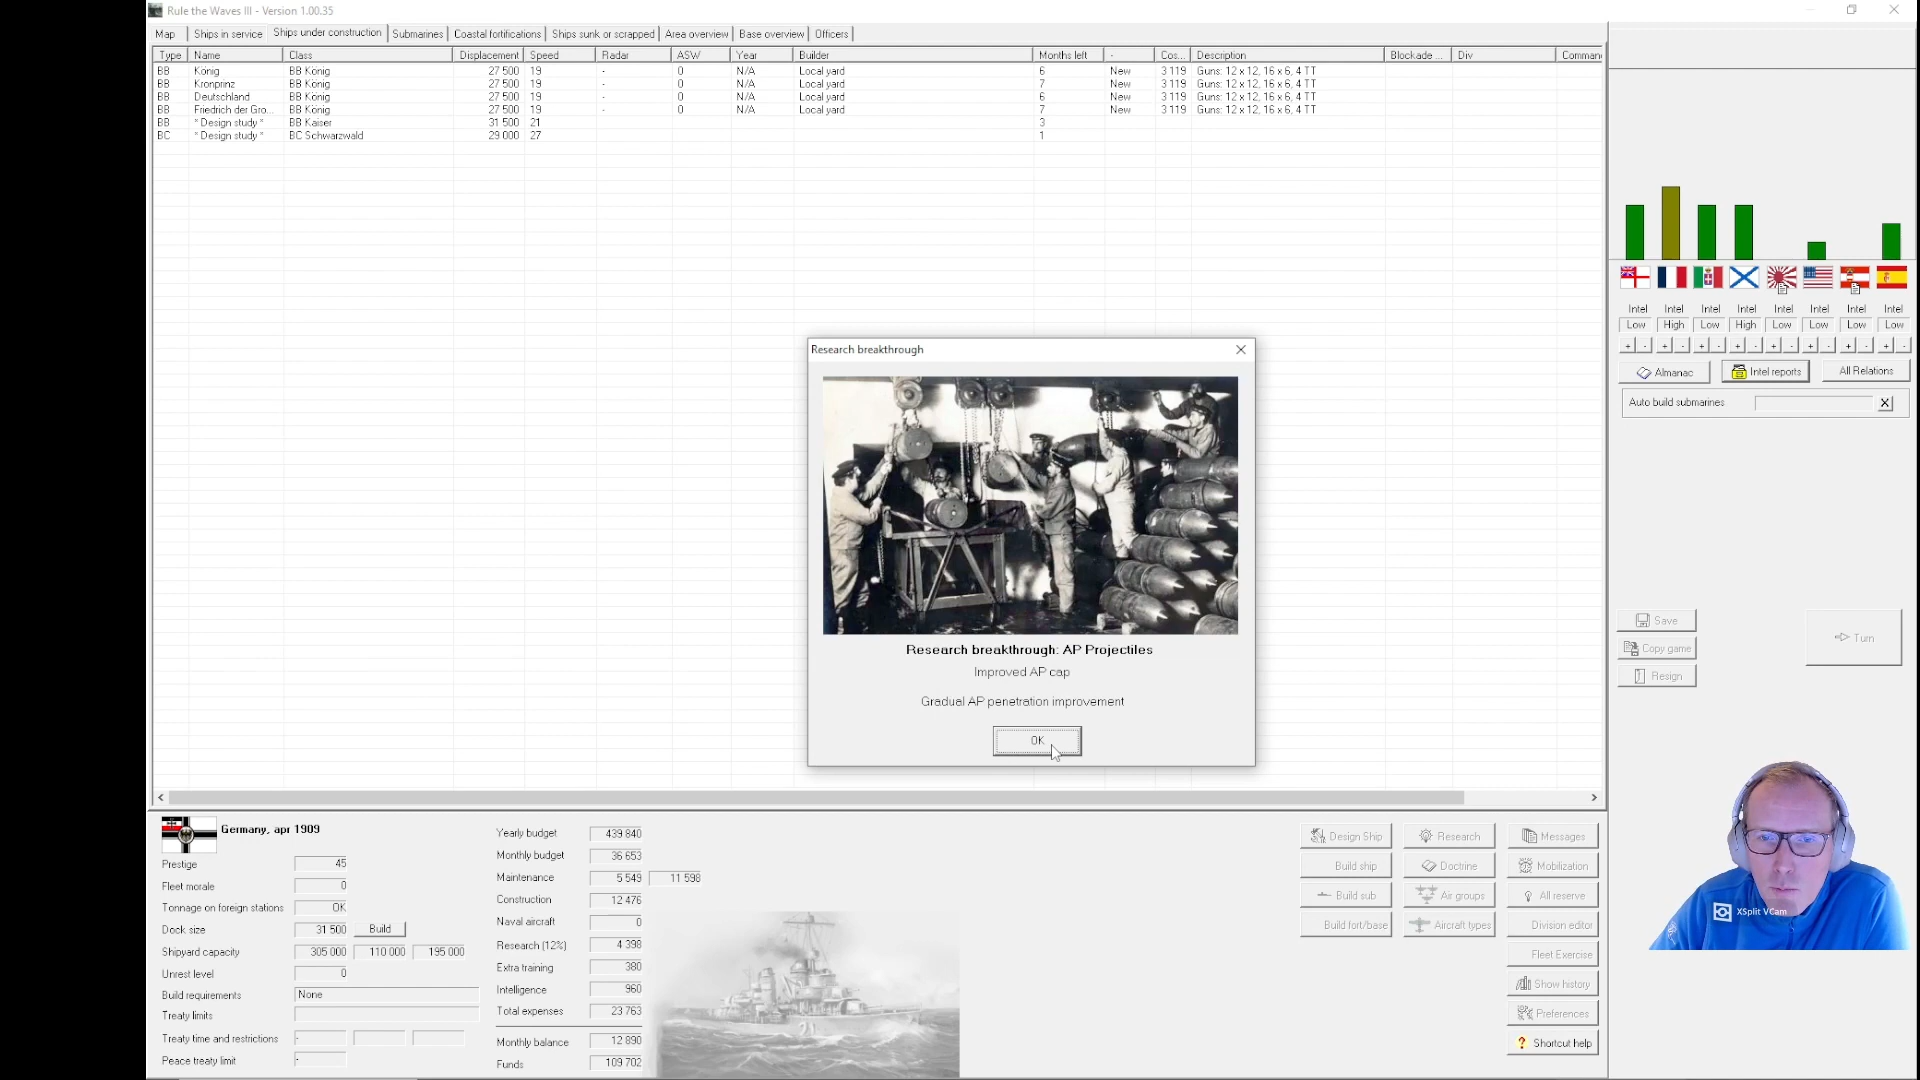 Rule the Waves III - Version 1.00.35
Map Ships in service Ships under construction Submarines Coastal fortifications Ships sunk or scrapped Area overview Base overview Officers
Type Name Class Displacement Speed Radar ASW Year Builder Months left - Cos... Description Blockade ... Div Comman
BB König BB König 27 500 19 - 0 N/A Local yard 6 New 3 119 Guns: 12 x 12, 16 x 6, 4 TT
BB Kronprinz BB König 27 500 19 - 0 N/A Local yard 7 New 3 119 Guns: 12 x 12, 16 x 6, 4 TT
BB Deutschland BB König 27 500 19 - 0 N/A Local yard 6 New 3 119 Guns: 12 x 12, 16 x 6, 4 TT
BB Friedrich der Gro... BB König 27 500 19 - 0 N/A Local yard 7 New 3 119 Guns: 12 x 12, 16 x 6, 4 TT
BB * Design study * BB Kaiser 31 500 21 3
BC * Design study * BC Schwarzwald 29 000 27 1
Intel Intel Intel Intel Intel Intel Intel Intel
Low High Low High Low Low Low Low
+ - + - + - + - + - + - + - + -
Almanac Intel reports All Relations
Auto build submarines X
Save
Copy game
Resign
Turn
Research breakthrough
Research breakthrough: AP Projectiles
Improved AP cap
Gradual AP penetration improvement
OK
Germany, apr 1909
Prestige 45
Fleet morale 0
Tonnage on foreign stations OK
Dock size 31 500 Build
Shipyard capacity 305 000 110 000 195 000
Unrest level 0
Build requirements None
Treaty limits
Treaty time and restrictions -
Peace treaty limit -
Yearly budget 439 840
Monthly budget 36 653
Maintenance 5 549 11 598
Construction 12 476
Naval aircraft 0
Research (12%) 4 398
Extra training 380
Intelligence 960
Total expenses 23 763
Monthly balance 12 890
Funds 109 702
Design Ship Research Messages
Build ship Doctrine Mobilization
Build sub Air groups All reserve
Build fort/base Aircraft types Division editor
Fleet Exercise
Show history
Preferences
? Shortcut help
XSplit VCam